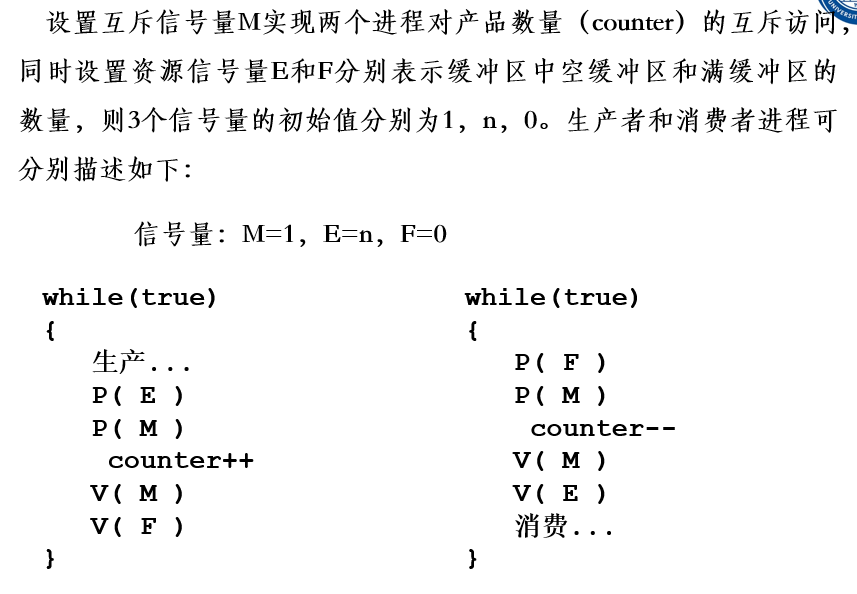 设置互斥信号量M实现两个进程对产品数量（counter）的互斥访问，
同时设置资源信号量E和F分别表示缓冲区中空缓冲区和满缓冲区的
数量，则3个信号量的初始值分别为1，n，0。生产者和消费者进程可
分别描述如下：
信号量：M=1，E=n，F=0
while(true)
{
生产...
P( E )
P( M )
counter++
V( M )
V( F )
}
while(true)
{
P( F )
P( M )
counter--
V( M )
V( E )
消费...
}